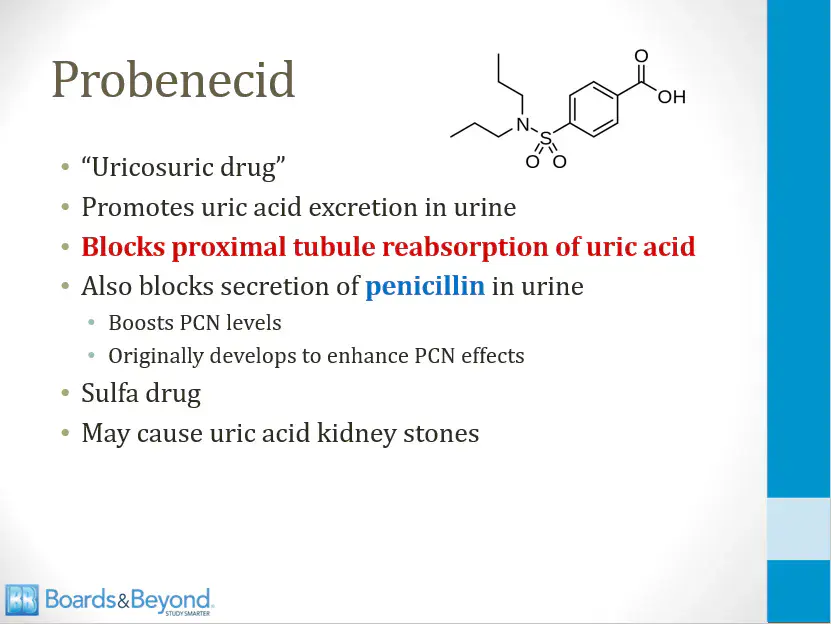 Probenecid
O
OH
N
S
O O
• “Uricosuric drug”
• Promotes uric acid excretion in urine
• Blocks proximal tubule reabsorption of uric acid
• Also blocks secretion of penicillin in urine
• Boosts PCN levels
• Originally develops to enhance PCN effects
• Sulfa drug
• May cause uric acid kidney stones
BB Boards&Beyond.
STUDY SMARTER